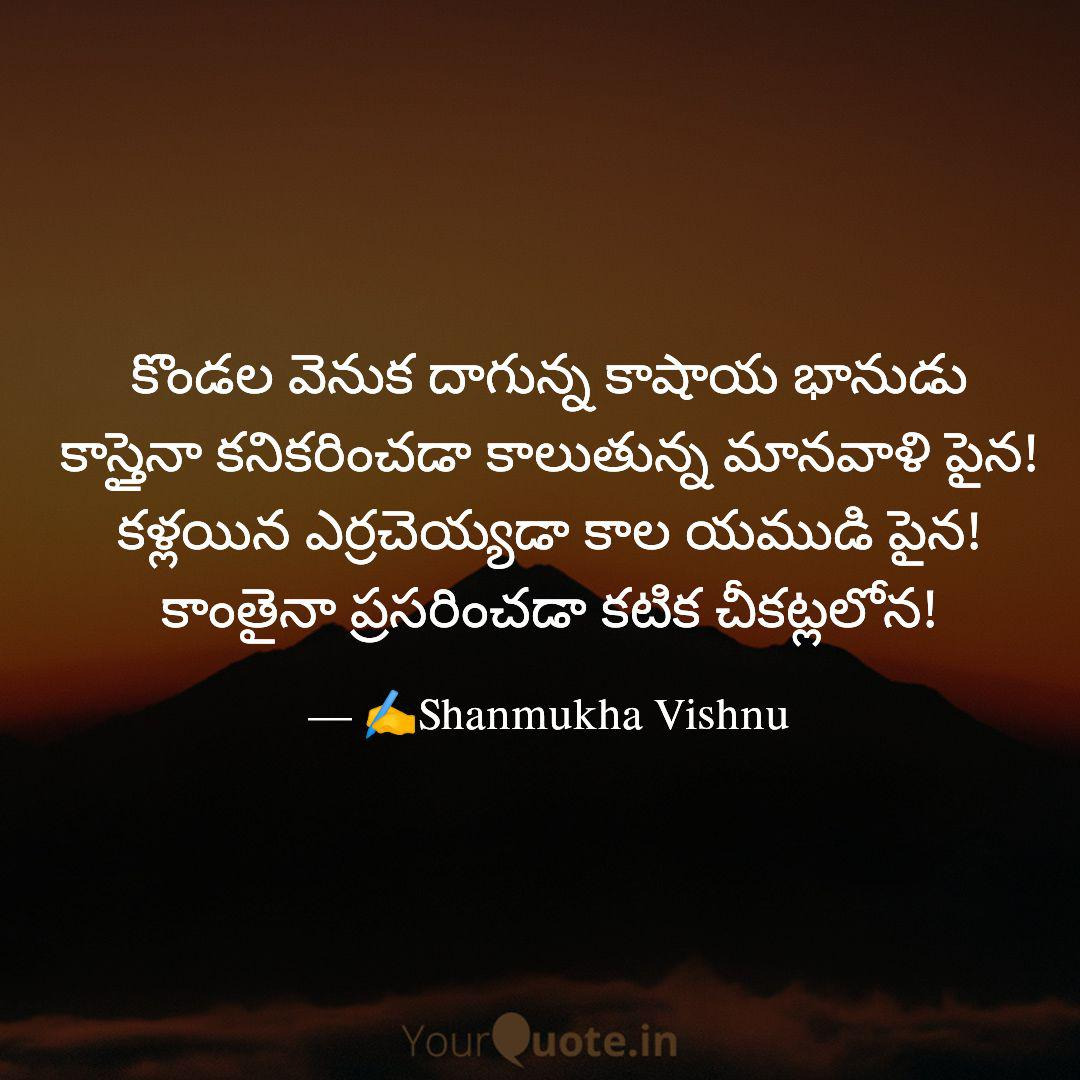 కొండల వెనుక దాగున్న కాషాయ భానుడు
కాస్తైనా కనికరించడా కాలుతున్న మానవాళి పైన!
కళ్లయిన ఎర్రచెయ్యడా కాల యముడి పైన!
కాంతైనా ప్రసరించడా కటిక చీకట్లలోన!
— ✍️Shanmukha Vishnu
YourQuote.in